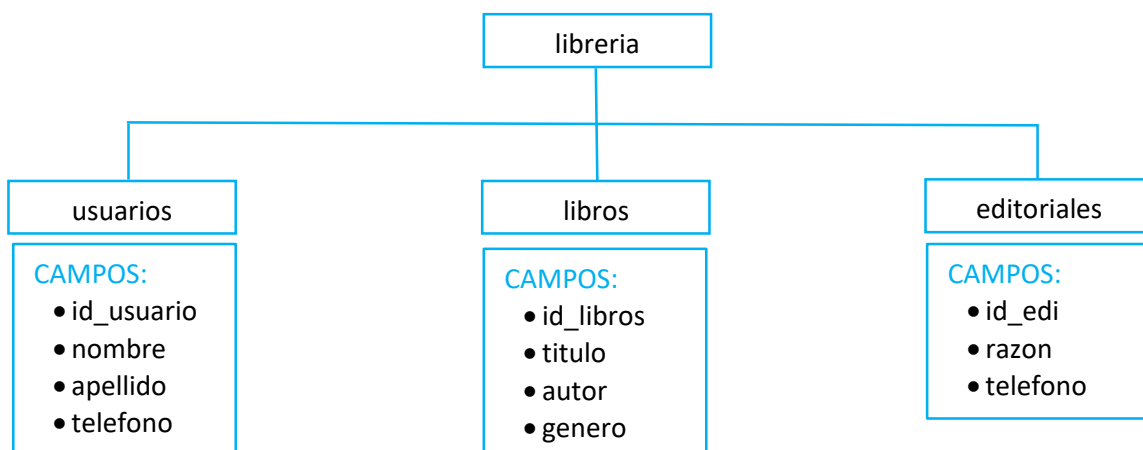 libreria
usuarios
libros
editoriales
CAMPOS:
• id_usuario
• nombre
• apellido
• telefono
CAMPOS:
• id_libros
• titulo
• autor
• genero
CAMPOS:
• id_edi
• razon
• telefono